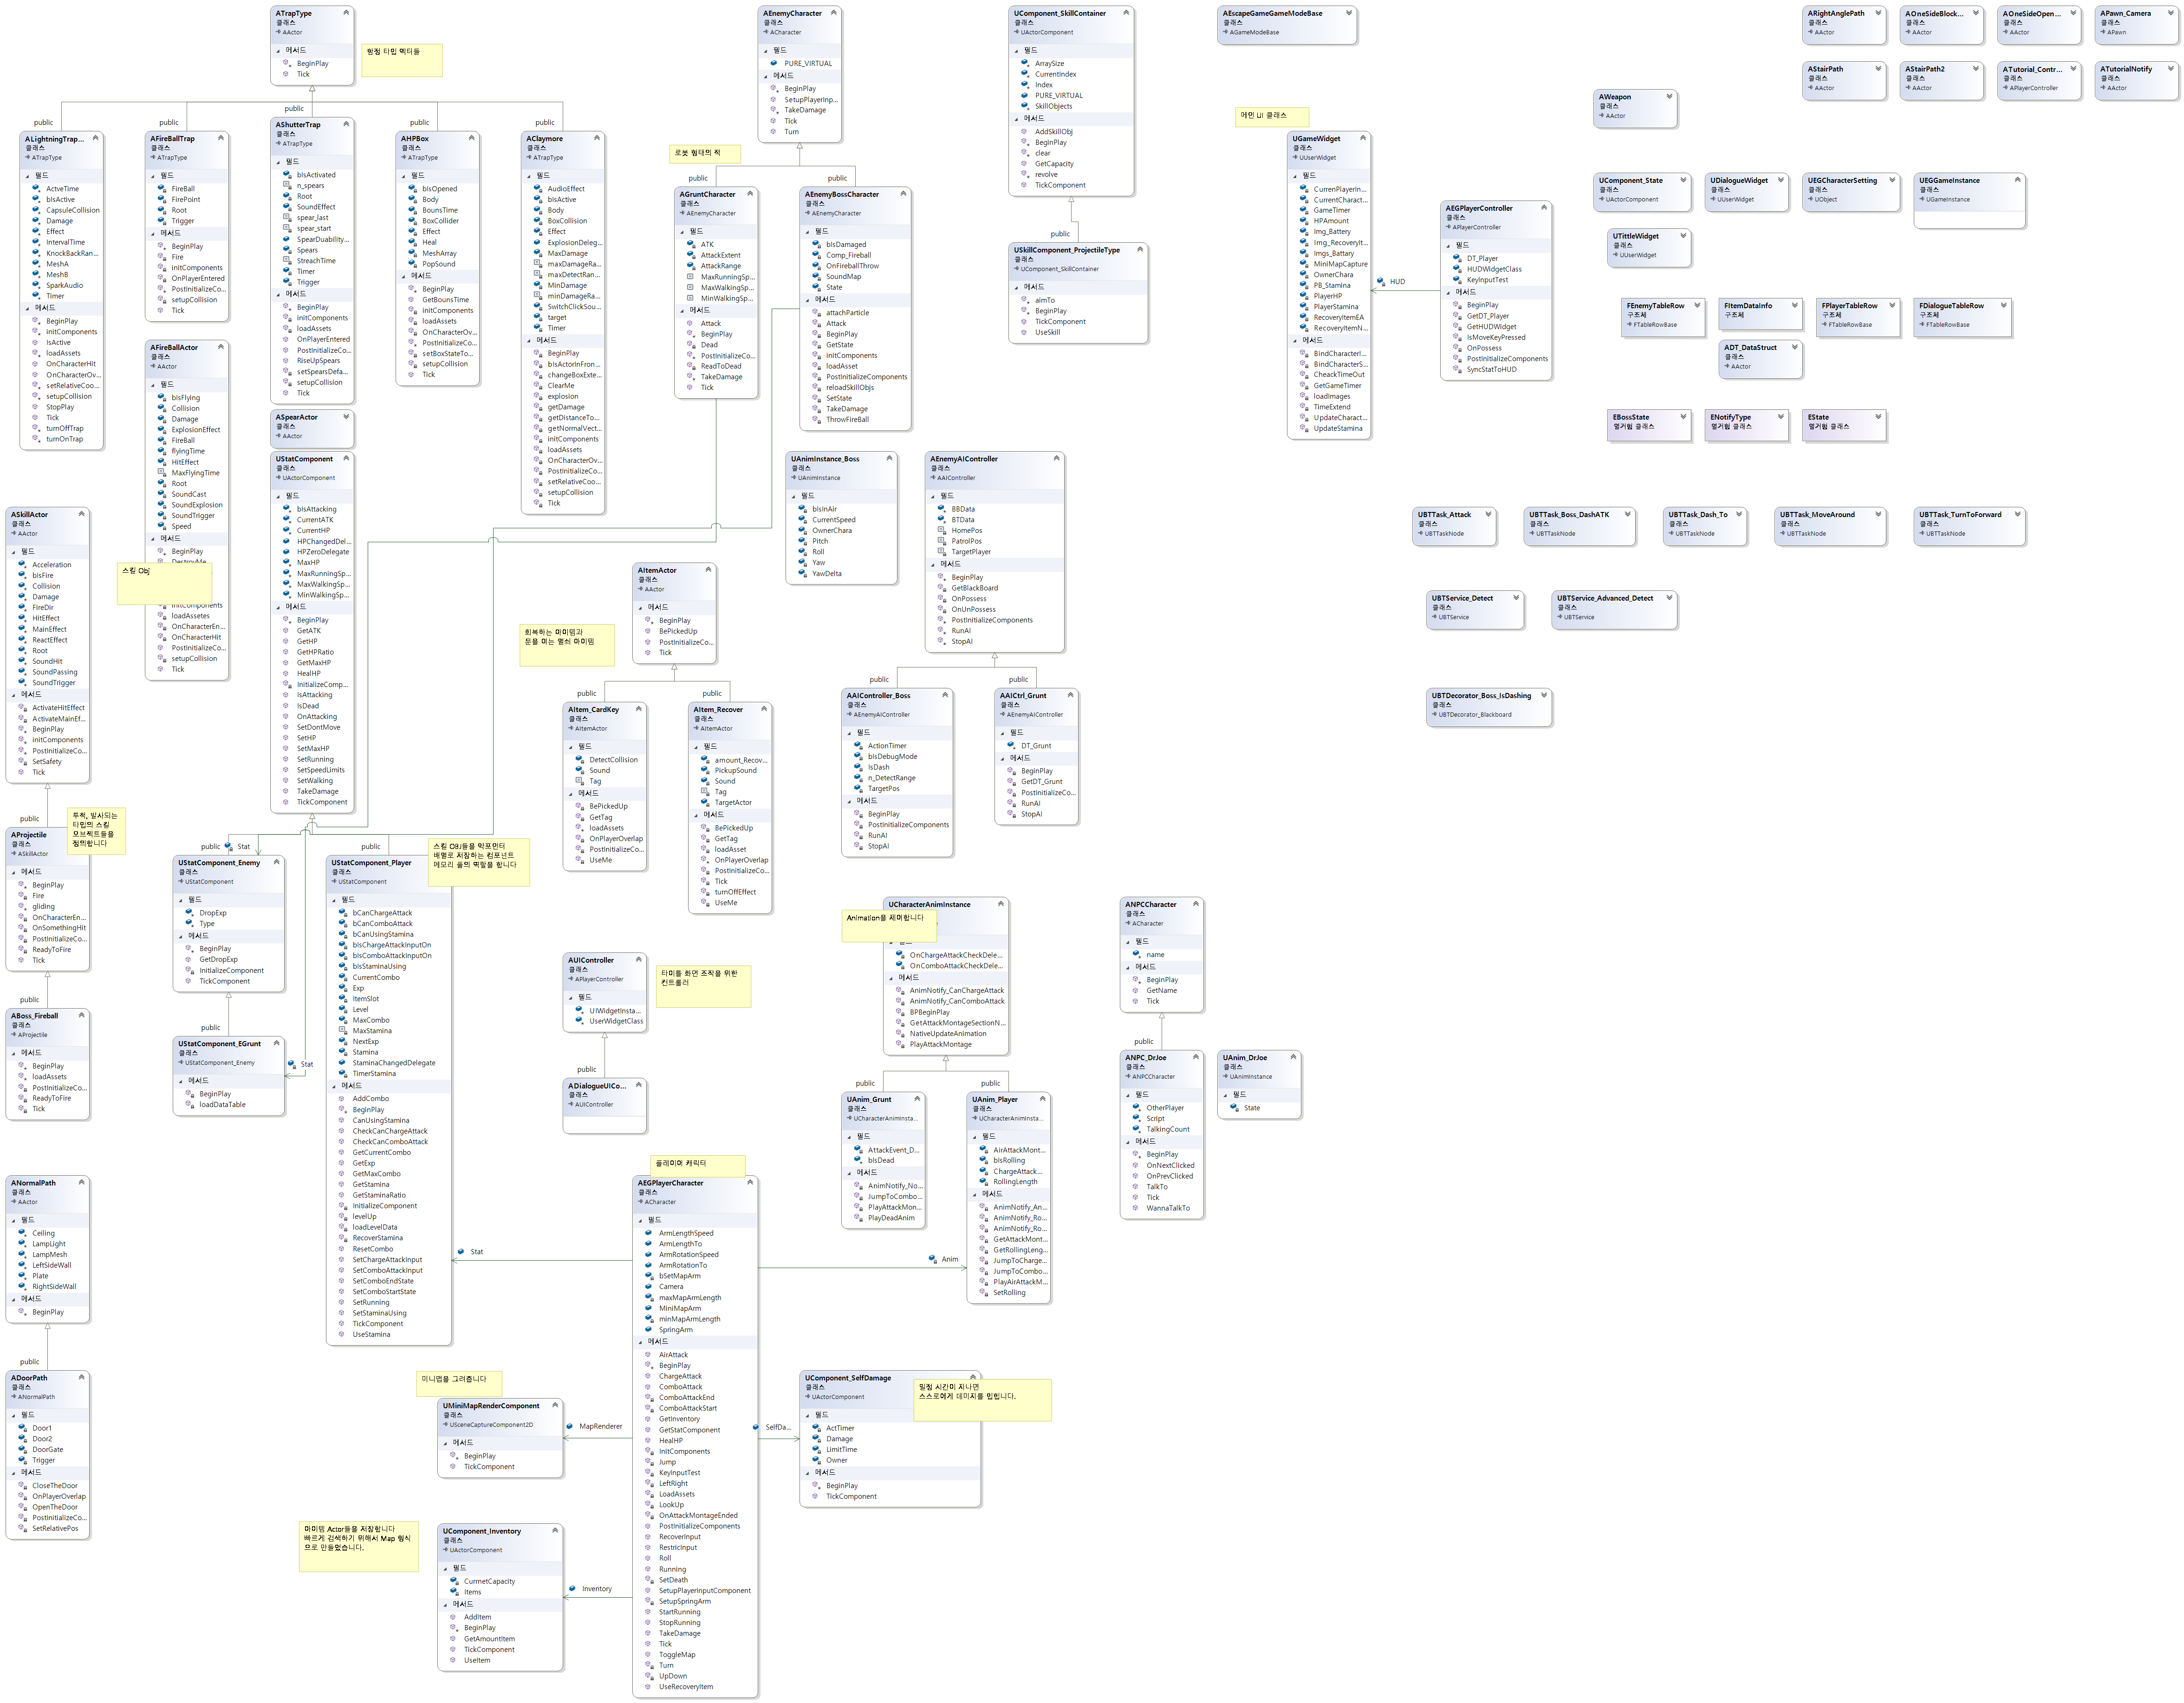 ATrapType
클래스
AActor
메서드
BeginPlay
Tick
함정 타입 액터들
public
public
public
public
public
ALightningTrap...
클래스
ATrapType
필드
ActveTime
bIsActive
CapsuleCollision
Damage
Effect
IntervalTime
KnockBackRan...
MeshA
MeshB
SparkAudio
Timer
메서드
BeginPlay
initComponents
IsActive
loadAssets
OnCharacterHit
OnCharacterOv...
setRelativeCoo...
setupCollision
StopPlay
Tick
turnOffTrap
turnOnTrap
AFireBallTrap
클래스
ATrapType
필드
FireBall
FirePoint
Root
Trigger
메서드
BeginPlay
Fire
initComponents
OnPlayerEntered
PostInitializeCo...
setupCollision
Tick
AShutterTrap
클래스
ATrapType
필드
bIsActivated
n_spears
Root
SoundEffect
spear_last
spear_start
SpearDuability...
Spears
StreachTime
Timer
Trigger
메서드
BeginPlay
initComponents
loadAssets
OnPlayerEntered
PostInitializeCo...
RiseUpSpears
setSpearsDefa...
setupCollision
Tick
AHPBox
클래스
ATrapType
필드
bIsOpened
Body
BounsTime
BoxCollider
Effect
Heal
MeshArray
PopSound
메서드
BeginPlay
GetBounsTime
initComponents
loadAssets
OnCharacterOv...
PostInitializeCo...
setBoxStateTo...
setupCollision
Tick
AClaymore
클래스
ATrapType
필드
AudioEffect
bIsActive
Body
BoxCollision
Effect
ExplosionDeleg...
MaxDamage
maxDamageRa...
maxDetectRan...
MinDamage
minDamageRa...
SwitchClickSou...
target
Timer
메서드
BeginPlay
bIsActorInFron...
changeBoxExte...
ClearMe
explosion
getDamage
getDistanceTo...
getNormalVect...
initComponents
loadAssets
OnCharacterOv...
PostInitializeCo...
setRelativeCoo...
setupCollision
Tick
AFireBallActor
클래스
AActor
필드
bIsFlying
Collision
Damage
ExplosionEffect
FireBall
flyingTime
HitEffect
MaxFlyingTime
Root
SoundCast
SoundExplosion
SoundTrigger
Speed
메서드
BeginPlay
DestroyMe
스킬 Obj
initComponents
loadAssetes
OnCharacterEn...
OnCharacterHit
PostInitializeCo...
setupCollision
Tick
ASpearActor
클래스
AActor
UStatComponent
클래스
UActorComponent
필드
bIsAttacking
CurrentATK
CurrentHP
HPChangedDel...
HPZeroDelegate
MaxHP
MaxRunningSp...
MaxWalkingSp...
MinWalkingSp...
메서드
BeginPlay
GetATK
GetHP
GetHPRatio
GetMaxHP
HealHP
InitializeComp...
IsAttacking
IsDead
OnAttacking
SetDontMove
SetHP
SetMaxHP
SetRunning
SetSpeedLimits
SetWalking
TakeDamage
TickComponent
ASkillActor
클래스
AActor
필드
Acceleration
bIsFire
Collision
Damage
FireDir
HitEffect
MainEffect
ReactEffect
Root
SoundHit
SoundPassing
SoundTrigger
메서드
ActivateHitEffect
ActivateMainEf...
BeginPlay
initComponents
PostInitializeCo...
SetSafety
Tick
public
투척, 발사되는
타입의 스킬
오브젝트들을
정의합니다
AProjectile
클래스
ASkillActor
메서드
BeginPlay
Fire
gliding
OnCharacterEn...
OnSomethingHit
PostInitializeCo...
ReadyToFire
Tick
public
ABoss_Fireball
클래스
AProjectile
메서드
BeginPlay
loadAssets
PostInitializeCo...
ReadyToFire
Tick
public
Stat
public
UStatComponent_Enemy
클래스
UStatComponent
필드
DropExp
Type
메서드
BeginPlay
GetDropExp
InitializeComponent
TickComponent
public
UStatComponent_EGrunt
클래스
UStatComponent_Enemy
메서드
BeginPlay
loadDataTable
Stat
UStatComponent_Player
클래스
UStatComponent
스킬 OBJ들을 약포인터
배열로 저장하는 컴포넌트
메모리 풀의 역할을 합니다
필드
bCanChargeAttack
bCanComboAttack
bCanUsingStamina
bIsChargeAttackInputOn
bIsComboAttackInputOn
bIsStaminaUsing
CurrentCombo
Exp
ItemSlot
Level
MaxCombo
MaxStamina
NextExp
Stamina
StaminaChangedDelegate
TimerStamina
메서드
AddCombo
BeginPlay
CanUsingStamina
CheckCanChargeAttack
CheckCanComboAttack
GetCurrentCombo
GetExp
GetMaxCombo
GetStamina
GetStaminaRatio
InitializeComponent
levelUp
loadLevelData
RecoverStamina
ResetCombo
SetChargeAttackInput
SetComboAttackInput
SetComboEndState
SetComboStartState
SetRunning
SetStaminaUsing
TickComponent
UseStamina
ANormalPath
클래스
AActor
필드
Ceiling
LampLight
LampMesh
LeftSideWall
Plate
RightSideWall
메서드
BeginPlay
public
ADoorPath
클래스
ANormalPath
필드
Door1
Door2
DoorGate
Trigger
메서드
CloseTheDoor
OnPlayerOverlap
OpenTheDoor
PostInitializeCo...
SetRelativePos
AEnemyCharacter
클래스
ACharacter
필드
PURE_VIRTUAL
메서드
BeginPlay
SetupPlayerInp...
TakeDamage
Tick
Turn
로봇 형태의 적
public
public
AGruntCharacter
클래스
AEnemyCharacter
필드
ATK
AttackExtent
AttackRange
MaxRunningSp...
MaxWalkingSp...
MinWalkingSp...
메서드
Attack
BeginPlay
Dead
PostInitializeCo...
ReadToDead
TakeDamage
Tick
AEnemyBossCharacter
클래스
AEnemyCharacter
필드
bIsDamaged
Comp_Fireball
OnFireballThrow
SoundMap
State
메서드
attachParticle
Attack
BeginPlay
GetState
initComponents
loadAsset
PostInitializeComponents
reloadSkillObjs
SetState
TakeDamage
ThrowFireBall
UComponent_SkillContainer
클래스
UActorComponent
필드
ArraySize
CurrentIndex
Index
PURE_VIRTUAL
SkillObjects
메서드
AddSkillObj
BeginPlay
clear
GetCapacity
revolve
TickComponent
public
USkillComponent_ProjectileType
클래스
UComponent_SkillContainer
메서드
aimTo
BeginPlay
TickComponent
UseSkill
UAnimInstance_Boss
클래스
UAnimInstance
필드
bIsInAir
CurrentSpeed
OwnerChara
Pitch
Roll
Yaw
YawDelta
AEnemyAIController
클래스
AAIController
필드
BBData
BTData
HomePos
PatrolPos
TargetPlayer
메서드
BeginPlay
GetBlackBoard
OnPossess
OnUnPossess
PostInitializeComponents
RunAI
StopAI
public
public
AAIController_Boss
클래스
AEnemyAIController
필드
ActionTimer
bIsDebugMode
IsDash
n_DetectRange
TargetPos
메서드
BeginPlay
PostInitializeComponents
RunAI
StopAI
AAICtrl_Grunt
클래스
AEnemyAIController
필드
DT_Grunt
메서드
BeginPlay
GetDT_Grunt
PostInitializeCo...
RunAI
StopAI
회복하는 아이템과
문을 여는 열쇠 아이템
AItemActor
클래스
AActor
메서드
BeginPlay
BePickedUp
PostInitializeCo...
Tick
public
public
AItem_CardKey
클래스
AItemActor
필드
DetectCollision
Sound
Tag
메서드
BePickedUp
GetTag
loadAssets
OnPlayerOverlap
PostInitializeCo...
UseMe
AItem_Recover
클래스
AItemActor
필드
amount_Recov...
PickupSound
Sound
Tag
TargetActor
메서드
BePickedUp
GetTag
loadAsset
OnPlayerOverlap
PostInitializeCo...
Tick
turnOffEffect
UseMe
AUIController
클래스
APlayerController
필드
UIWidgetInsta...
UserWidgetClass
타이틀 화면 조작을 위한
컨트롤러
public
ADialogueUICo...
클래스
AUIController
UCharacterAnimInstance
Animation을 제어합니다
필드
OnChargeAttackCheckDele...
OnComboAttackCheckDele...
메서드
AnimNotify_CanChargeAttack
AnimNotify_CanComboAttack
BPBeginPlay
GetAttackMontageSectionN...
NativeUpdateAnimation
PlayAttackMontage
public
public
UAnim_Grunt
클래스
UCharacterAnimInsta...
필드
AttackEvent_D...
bIsDead
메서드
AnimNotify_No...
JumpToCombo...
PlayAttackMon...
PlayDeadAnim
UAnim_Player
클래스
UCharacterAnimInsta...
필드
AirAttackMont...
bIsRolling
ChargeAttack...
RollingLength
메서드
AnimNotify_An...
AnimNotify_Ro...
AnimNotify_Ro...
GetAttackMont...
GetRollingLeng...
JumpToCharge...
JumpToCombo...
PlayAirAttackM...
SetRolling
ANPCCharacter
클래스
ACharacter
필드
name
메서드
BeginPlay
GetName
Tick
public
ANPC_DrJoe
클래스
ANPCCharacter
필드
OtherPlayer
Script
TalkingCount
메서드
BeginPlay
OnNextClicked
OnPrevClicked
TalkTo
Tick
WannaTalkTo
UAnim_DrJoe
클래스
UAnimInstance
필드
State
플레이어 캐릭터
AEGPlayerCharacter
클래스
ACharacter
필드
ArmLengthSpeed
ArmLengthTo
ArmRotationSpeed
ArmRotationTo
bSetMapArm
Camera
maxMapArmLength
MiniMapArm
minMapArmLength
SpringArm
메서드
AirAttack
BeginPlay
ChargeAttack
ComboAttack
ComboAttackEnd
ComboAttackStart
GetInventory
GetStatComponent
HealHP
InitComponents
Jump
KeyInputTest
LeftRight
LoadAssets
LookUp
OnAttackMontageEnded
PostInitializeComponents
RecoverInput
RestricInput
Roll
Running
SetDeath
SetupPlayerInputComponent
SetupSpringArm
StartRunning
StopRunning
TakeDamage
Tick
ToggleMap
Turn
UpDown
UseRecoveryItem
Stat
Anim
MapRenderer
SelfDa...
Inventory
미니맵을 그려줍니다
UMiniMapRenderComponent
클래스
USceneCaptureComponent2D
메서드
BeginPlay
TickComponent
아이템 Actor들을 저장합니다
빠르게 검색하기 위해서 Map 형식
으로 만들었습니다.
UComponent_Inventory
클래스
UActorComponent
필드
CurrnetCapacity
Items
메서드
AddItem
BeginPlay
GetAmountItem
TickComponent
UseItem
UComponent_SelfDamage
클래스
UActorComponent
일정 시간이 지나면
스스로에게 데미지를 입힙니다.
필드
ActTimer
Damage
LimitTime
Owner
메서드
BeginPlay
TickComponent
AEscapeGameGameModeBase
클래스
AGameModeBase
메인 UI 클래스
UGameWidget
클래스
UUserWidget
필드
CurrenPlayerIn...
CurrentCharact...
GameTimer
HPAmount
Img_Battery
Img_RecoveryIt...
Imgs_Battary
MiniMapCapture
OwnerChara
PB_Stamina
PlayerHP
PlayerStamina
RecoveryItemEA
RecoveryItemN...
메서드
BindCharacterI...
BindCharacterS...
CheackTimeOut
GetGameTimer
loadImages
TimeExtend
UpdateCharact...
UpdateStamina
HUD
AEGPlayerController
클래스
APlayerController
필드
DT_Player
HUDWidgetClass
KeyInputTest
메서드
BeginPlay
GetDT_Player
GetHUDWidget
IsMoveKeyPressed
OnPossess
PostInitializeComponents
SyncStatToHUD
ARightAnglePath
클래스
AActor
AOneSideBlock...
클래스
AActor
AOneSideOpen...
클래스
AActor
APawn_Camera
클래스
APawn
AStairPath
클래스
AActor
AStairPath2
클래스
AActor
ATutorial_Contr...
클래스
APlayerController
ATutorialNotify
클래스
AActor
AWeapon
클래스
AActor
UComponent_State
클래스
UActorComponent
UDialogueWidget
클래스
UUserWidget
UEGCharacterSetting
클래스
UObject
UEGGameInstance
클래스
UGameInstance
UTittleWidget
클래스
UUserWidget
FEnemyTableRow
구조체
FTableRowBase
FItemDataInfo
구조체
FPlayerTableRow
구조체
FTableRowBase
FDialogueTableRow
구조체
FTableRowBase
ADT_DataStruct
클래스
AActor
EBossState
열거형 클래스
ENotifyType
열거형 클래스
EState
열거형 클래스
UBTTask_Attack
클래스
UBTTaskNode
UBTTask_Boss_DashATK
클래스
UBTTaskNode
UBTTask_Dash_To
클래스
UBTTaskNode
UBTTask_MoveAround
클래스
UBTTaskNode
UBTTask_TurnToForward
클래스
UBTTaskNode
UBTService_Detect
클래스
UBTService
UBTService_Advanced_Detect
클래스
UBTService
UBTDecorator_Boss_IsDashing
클래스
UBTDecorator_Blackboard